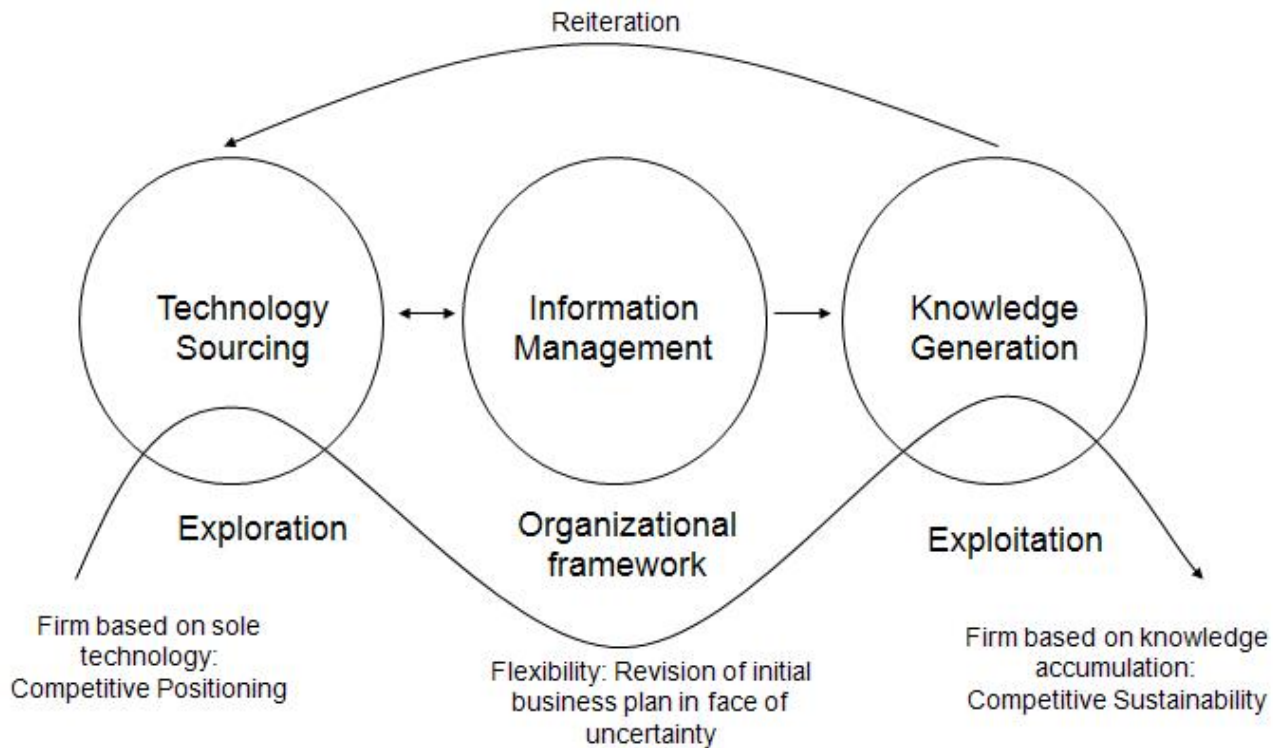 Reiteration
Technology
Sourcing
Information
Management
Knowledge
Generation
Exploration
Organizational
framework
Exploitation
Firm based on sole
technology:
Competitive Positioning
Flexibility: Revision of initial
business plan in face of
uncertainty
Firm based on knowledge
accumulation:
Competitive Sustainability